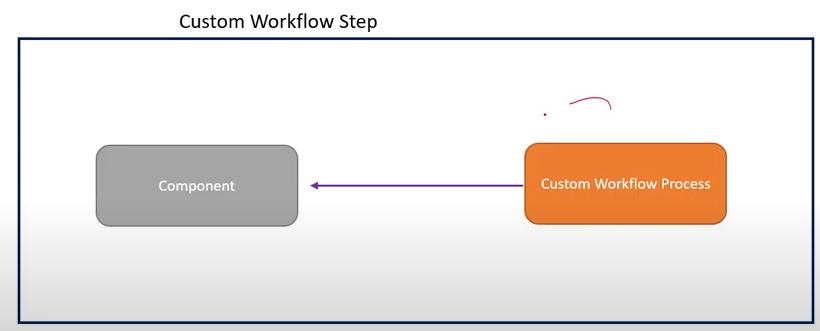 Custom Workflow Step
Component
Custom Workflow Process